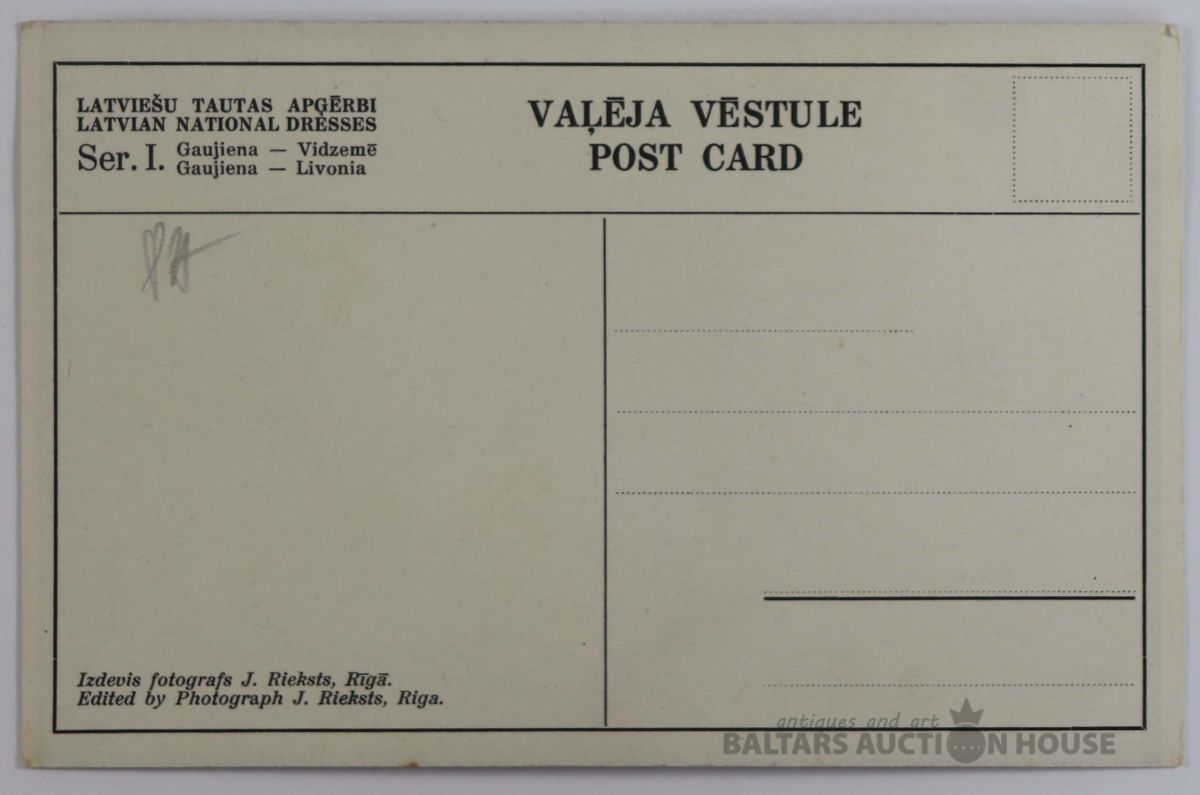 LATVIEŠU TAUTAS APĢĒRBI
LATVIAN NATIONAL DRESSES
Ser. I. Gaujiena — Vidzemē
Gaujiena — Livonia
VAĻĒJA VĒSTULE
POST CARD
Izdevis fotografs J. Rieksts, Rīgā.
Edited by Photograph J. Rieksts, Riga.
antiques and art
BALTARS AUCTION HOUSE